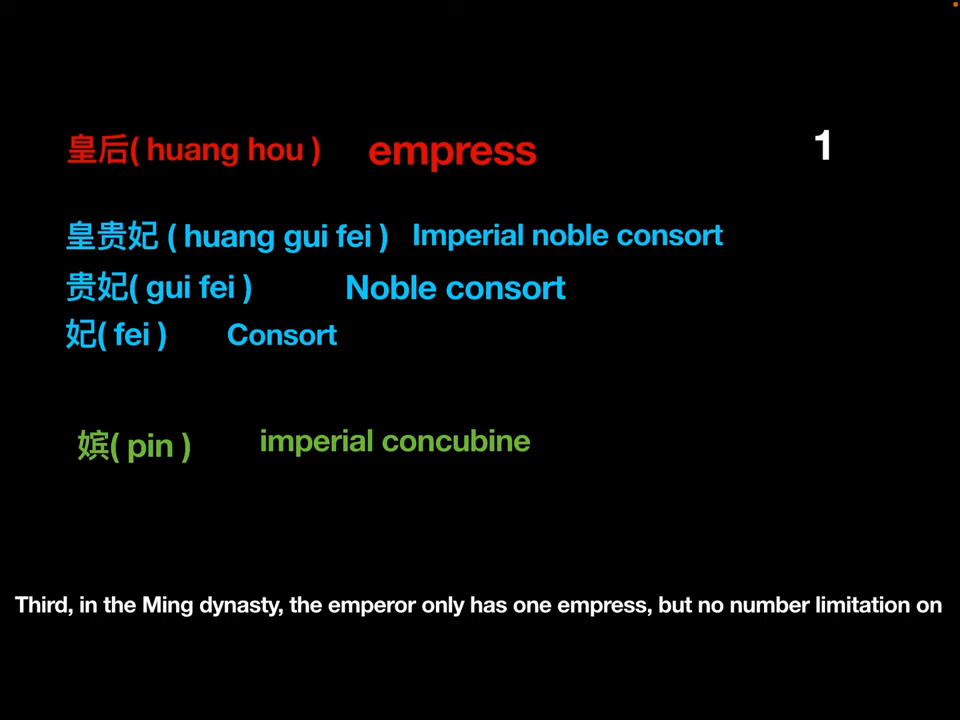 皇后( huang hou ) empress 1
皇贵妃 ( huang gui fei ) Imperial noble consort
贵妃( gui fei ) Noble consort
妃( fei ) Consort
嫔( pin ) imperial concubine
Third, in the Ming dynasty, the emperor only has one empress, but no number limitation on